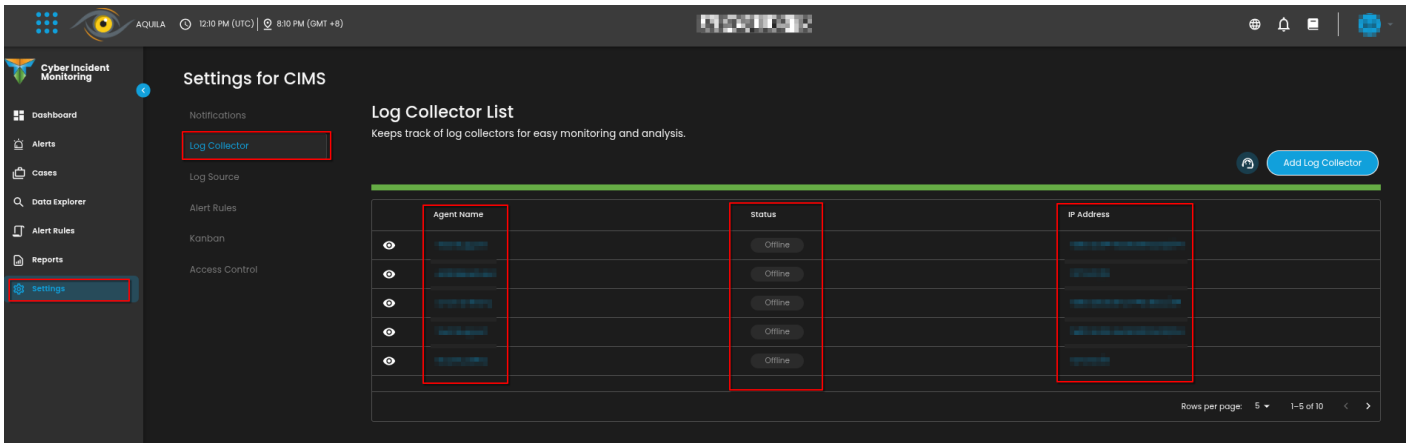 AQUILA 12:10 PM (UTC) | 8:10 PM (GMT +8)
Cyber Incident
Monitoring
Dashboard
Alerts
Cases
Data Explorer
Alert Rules
Reports
Settings
Settings for CIMS
Notifications
Log Collector
Log Source
Alert Rules
Kanban
Access Control
Log Collector List
Keeps track of log collectors for easy monitoring and analysis.
Add Log Collector
Agent Name Status IP Address
Offline
Offline
Offline
Offline
Offline
Rows per page: 5 1–5 of 10